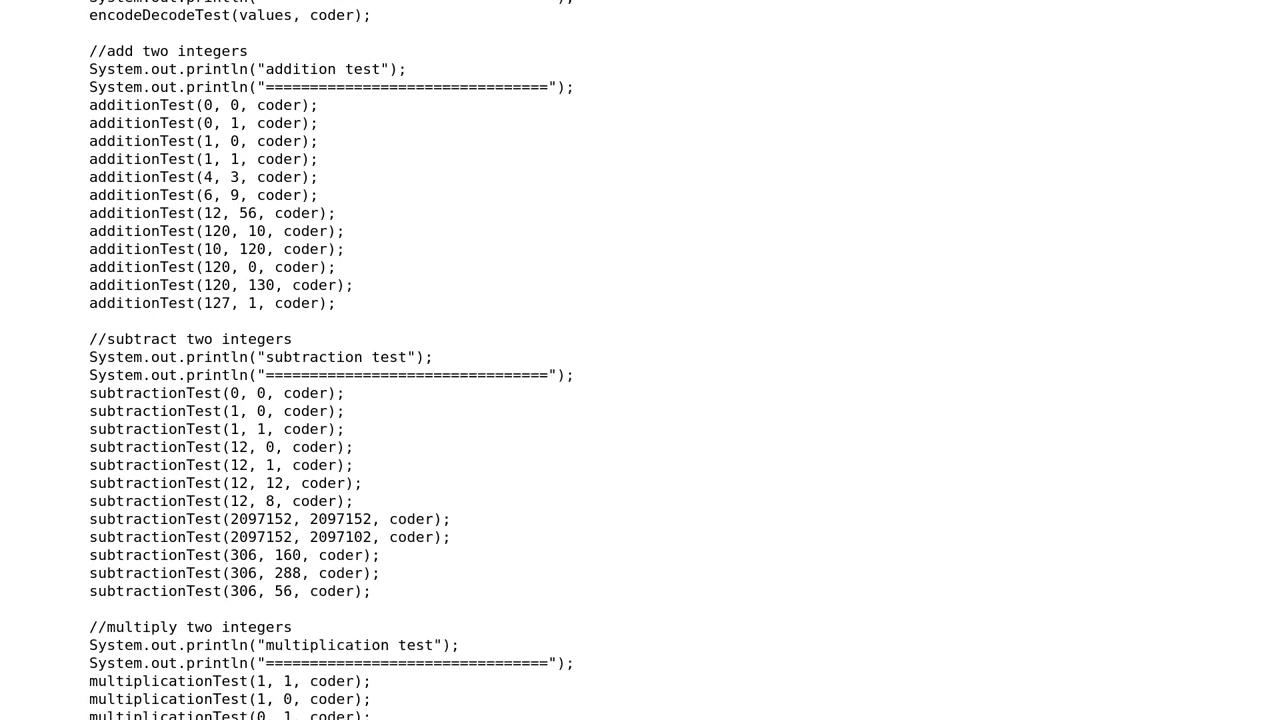 System.out.println("================================");
encodeDecodeTest(values, coder);
//add two integers
System.out.println("addition test");
System.out.println("================================");
additionTest(0, 0, coder);
additionTest(0, 1, coder);
additionTest(1, 0, coder);
additionTest(1, 1, coder);
additionTest(4, 3, coder);
additionTest(6, 9, coder);
additionTest(12, 56, coder);
additionTest(120, 10, coder);
additionTest(10, 120, coder);
additionTest(120, 0, coder);
additionTest(120, 130, coder);
additionTest(127, 1, coder);
//subtract two integers
System.out.println("subtraction test");
System.out.println("================================");
subtractionTest(0, 0, coder);
subtractionTest(1, 0, coder);
subtractionTest(1, 1, coder);
subtractionTest(12, 0, coder);
subtractionTest(12, 1, coder);
subtractionTest(12, 12, coder);
subtractionTest(12, 8, coder);
subtractionTest(2097152, 2097152, coder);
subtractionTest(2097152, 2097102, coder);
subtractionTest(306, 160, coder);
subtractionTest(306, 288, coder);
subtractionTest(306, 56, coder);
//multiply two integers
System.out.println("multiplication test");
System.out.println("================================");
multiplicationTest(1, 1, coder);
multiplicationTest(1, 0, coder);
multiplicationTest(0, 1, coder);